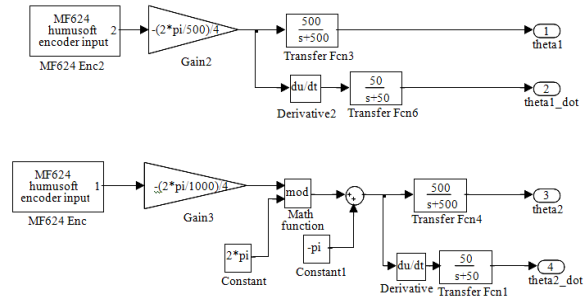 MF624
humusoft
encoder input
2
MF624 Enc2
-(2*pi/500)/4
Gain2
500
s+500
Transfer Fcn3
1
theta1
du/dt
Derivative2
50
s+50
Transfer Fcn6
2
theta1_dot
MF624
humusoft
encoder input
1
MF624 Enc
-(2*pi/1000)/4
Gain3
mod
Math
function
2*pi
Constant
-pi
Constant1
500
s+500
Transfer Fcn4
3
theta2
du/dt
Derivative
50
s+50
Transfer Fcn1
4
theta2_dot